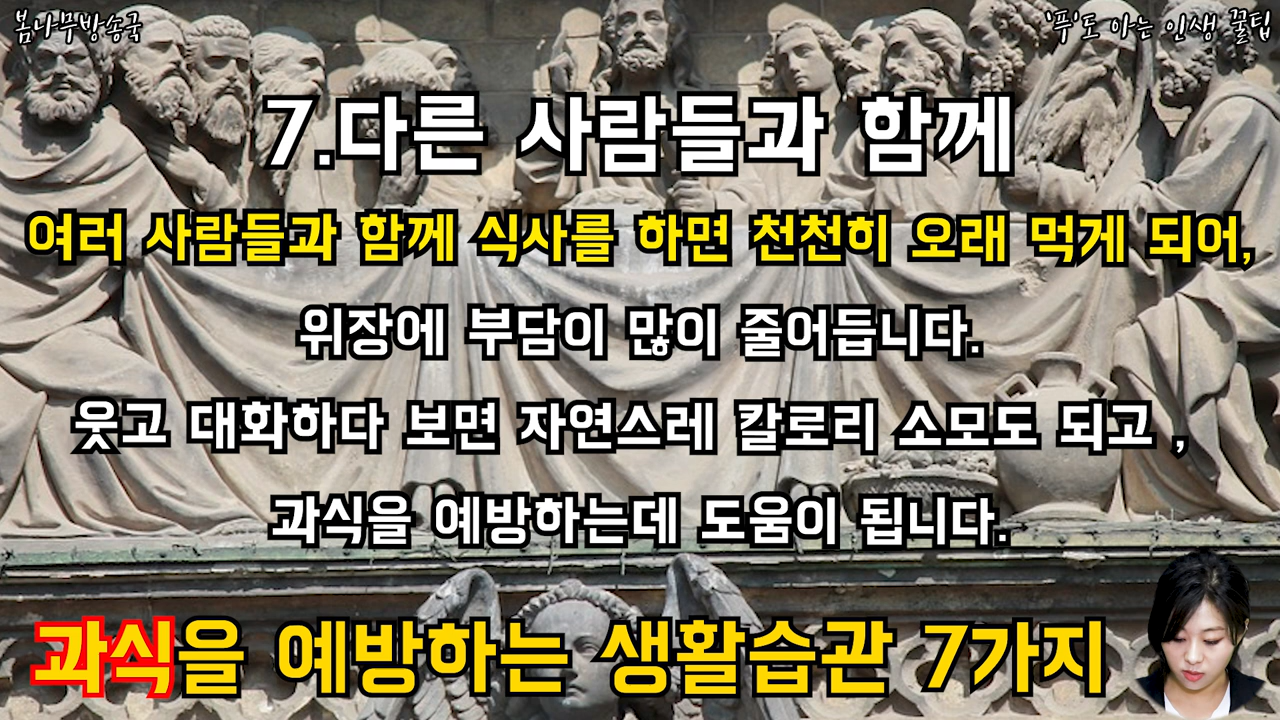 봄나무방송국
'푸'도 아는 인생 꿀팁
7.다른 사람들과 함께
여러 사람들과 함께 식사를 하면 천천히 오래 먹게 되어,
위장에 부담이 많이 줄어듭니다.
웃고 대화하다 보면 자연스레 칼로리 소모도 되고 ,
과식을 예방하는데 도움이 됩니다.
과식을 예방하는 생활습관 7가지